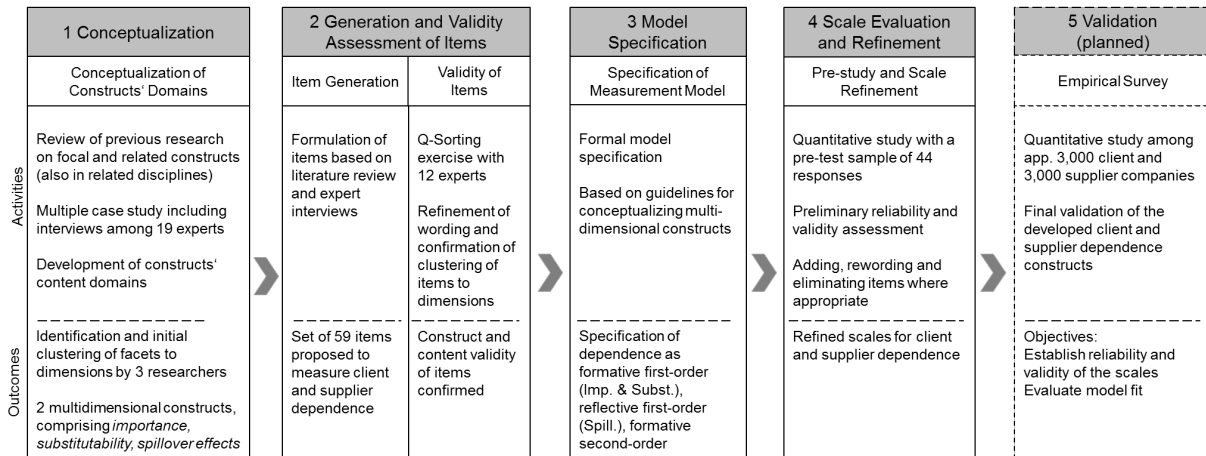 1 Conceptualization
Conceptualization of
Constructs‘ Domains
Activities
Review of previous research
on focal and related constructs
(also in related disciplines)
Multiple case study including
interviews among 19 experts
Development of constructs‘
content domains
Outcomes
Identification and initial
clustering of facets to
dimensions by 3 researchers
2 multidimensional constructs,
comprising importance,
substitutability, spillover effects
2 Generation and Validity
Assessment of Items
Item Generation
Formulation of
items based on
literature review
and expert
interviews
Set of 59 items
proposed to
measure client
and supplier
dependence
Validity of
Items
Q-Sorting
exercise with
12 experts
Refinement of
wording and
confirmation of
clustering of
items to
dimensions
Construct and
content validity
of items
confirmed
3 Model
Specification
Specification of
Measurement Model
Formal model
specification
Based on guidelines for
conceptualizing multi-
dimensional constructs
Specification of
dependence as
formative first-order
(Imp. & Subst.),
reflective first-order
(Spill.), formative
second-order
4 Scale Evaluation
and Refinement
Pre-study and Scale
Refinement
Quantitative study with a
pre-test sample of 44
responses
Preliminary reliability and
validity assessment
Adding, rewording and
eliminating items where
appropriate
Refined scales for client
and supplier dependence
5 Validation
(planned)
Empirical Survey
Quantitative study among
app. 3,000 client and
3,000 supplier companies
Final validation of the
developed client and
supplier dependence
constructs
Objectives:
Establish reliability and
validity of the scales
Evaluate model fit